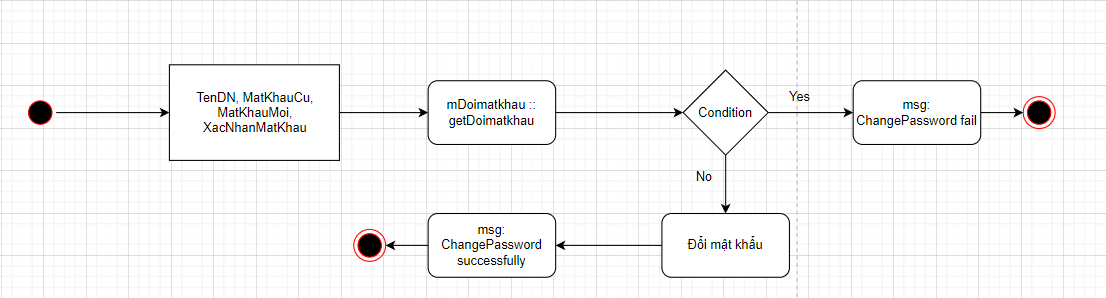 TenDN, MatKhauCu,
MatKhauMoi,
XacNhanMatKhau
mDoimatkhau ::
getDoimatkhau
Condition
Yes
msg:
ChangePassword fail
No
Đổi mật khẩu
msg:
ChangePassword
successfully